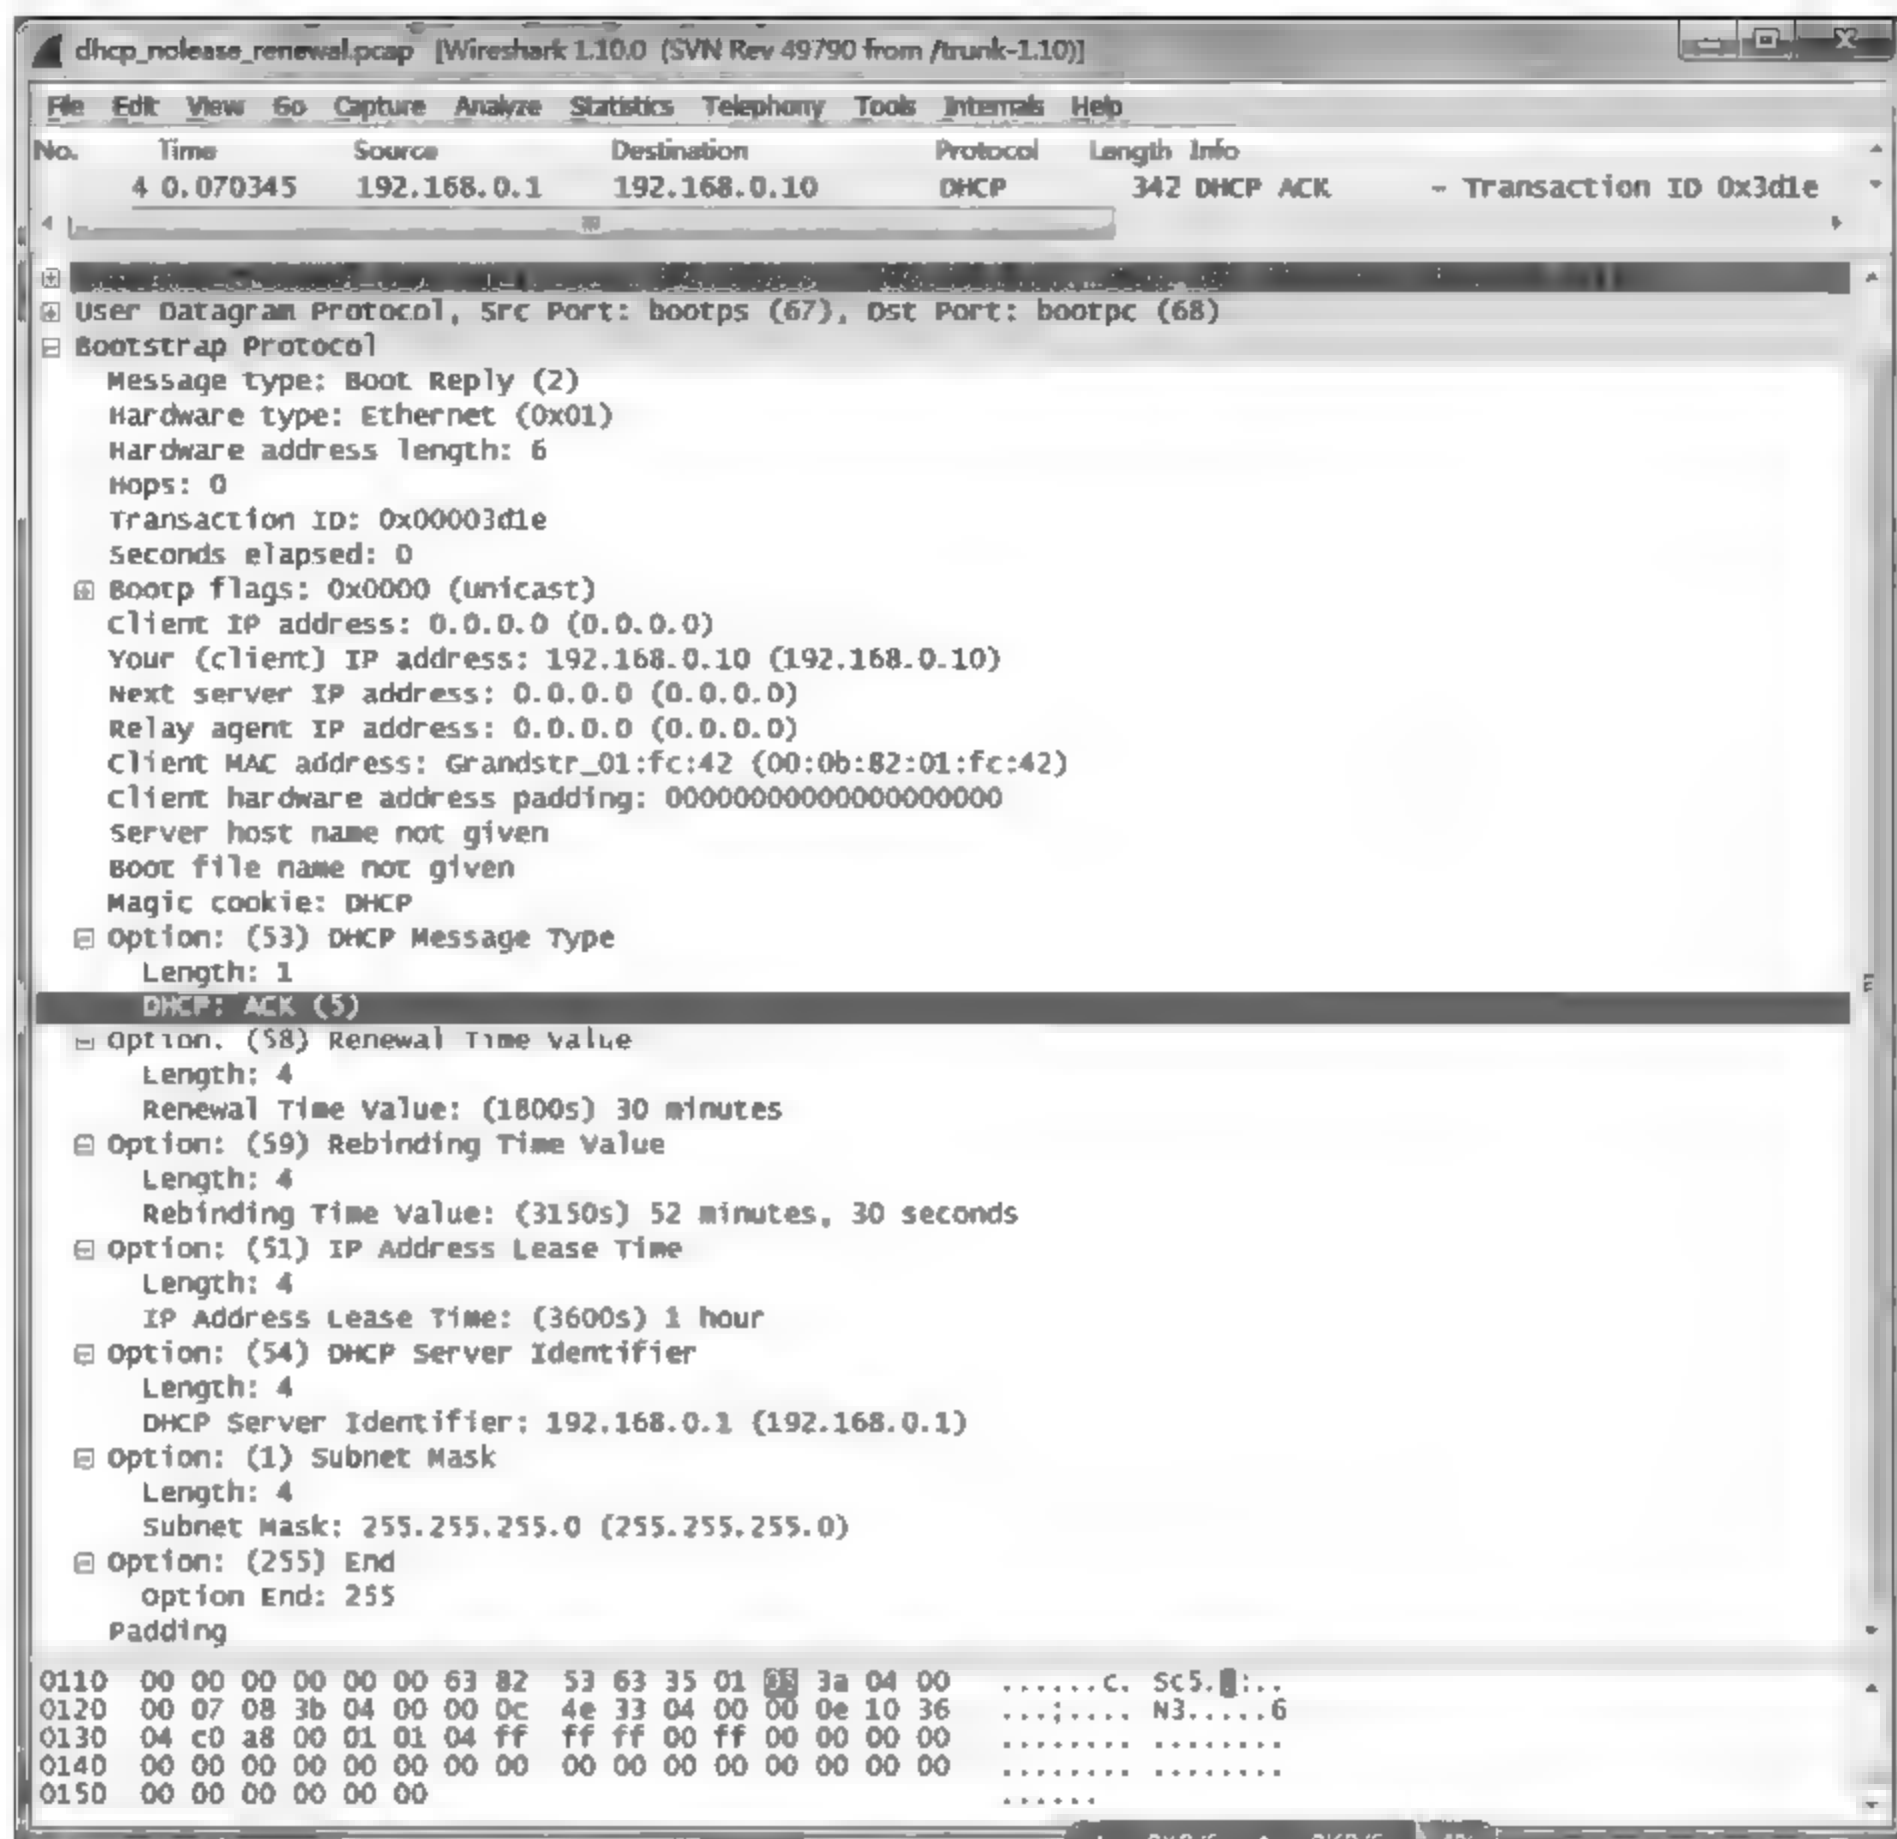 dhcp_nolease_renewal.pcap [Wireshark 1.10.0 (SVN Rev 49790 from /trunk-1.10)]
File Edit View Go Capture Analyze Statistics Telephony Tools Internals Help
No. Time Source Destination Protocol Length Info
4 0.070345 192.168.0.1 192.168.0.10 DHCP 342 DHCP ACK - Transaction ID 0x3d1e
User Datagram Protocol, Src Port: bootps (67), Dst Port: bootpc (68)
Bootstrap Protocol
Message type: Boot Reply (2)
Hardware type: Ethernet (0x01)
Hardware address length: 6
Hops: 0
Transaction ID: 0x00003d1e
Seconds elapsed: 0
Bootp flags: 0x0000 (Unicast)
Client IP address: 0.0.0.0 (0.0.0.0)
Your (client) IP address: 192.168.0.10 (192.168.0.10)
Next server IP address: 0.0.0.0 (0.0.0.0)
Relay agent IP address: 0.0.0.0 (0.0.0.0)
Client MAC address: Grandstr_01:fc:42 (00:0b:82:01:fc:42)
Client hardware address padding: 00000000000000000000
Server host name not given
Boot file name not given
Magic cookie: DHCP
Option: (53) DHCP Message Type
Length: 1
DHCP: ACK (5)
Option: (58) Renewal Time Value
Length: 4
Renewal Time Value: (1800s) 30 minutes
Option: (59) Rebinding Time Value
Length: 4
Rebinding Time Value: (3150s) 52 minutes, 30 seconds
Option: (51) IP Address Lease Time
Length: 4
IP Address Lease Time: (3600s) 1 hour
Option: (54) DHCP Server Identifier
Length: 4
DHCP Server Identifier: 192.168.0.1 (192.168.0.1)
Option: (1) Subnet Mask
Length: 4
Subnet Mask: 255.255.255.0 (255.255.255.0)
Option: (255) End
Option End: 255
Padding
0110 00 00 00 00 00 00 63 82 53 63 35 01 05 3a 04 00 ......c. Sc5..:..
0120 00 07 08 3b 04 00 00 0c 4e 33 04 00 00 0e 10 36 ...;.... N3.....6
0130 04 c0 a8 00 01 01 04 ff ff ff 00 ff 00 00 00 00 ........ ........
0140 00 00 00 00 00 00 00 00 00 00 00 00 00 00 00 00 ........ ........
0150 00 00 00 00 00 00 ......